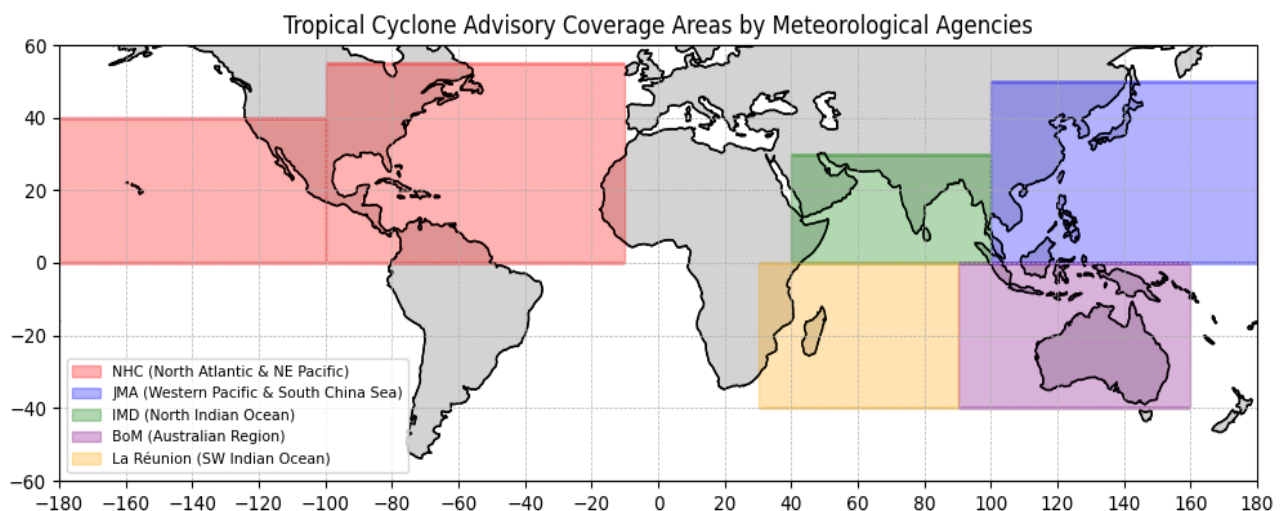 Tropical Cyclone Advisory Coverage Areas by Meteorological Agencies
60
40
20
0
−20
−40
−60
NHC (North Atlantic & NE Pacific)
JMA (Western Pacific & South China Sea)
IMD (North Indian Ocean)
BoM (Australian Region)
La Réunion (SW Indian Ocean)
−180 −160 −140 −120 −100 −80 −60 −40 −20 0 20 40 60 80 100 120 140 160 180